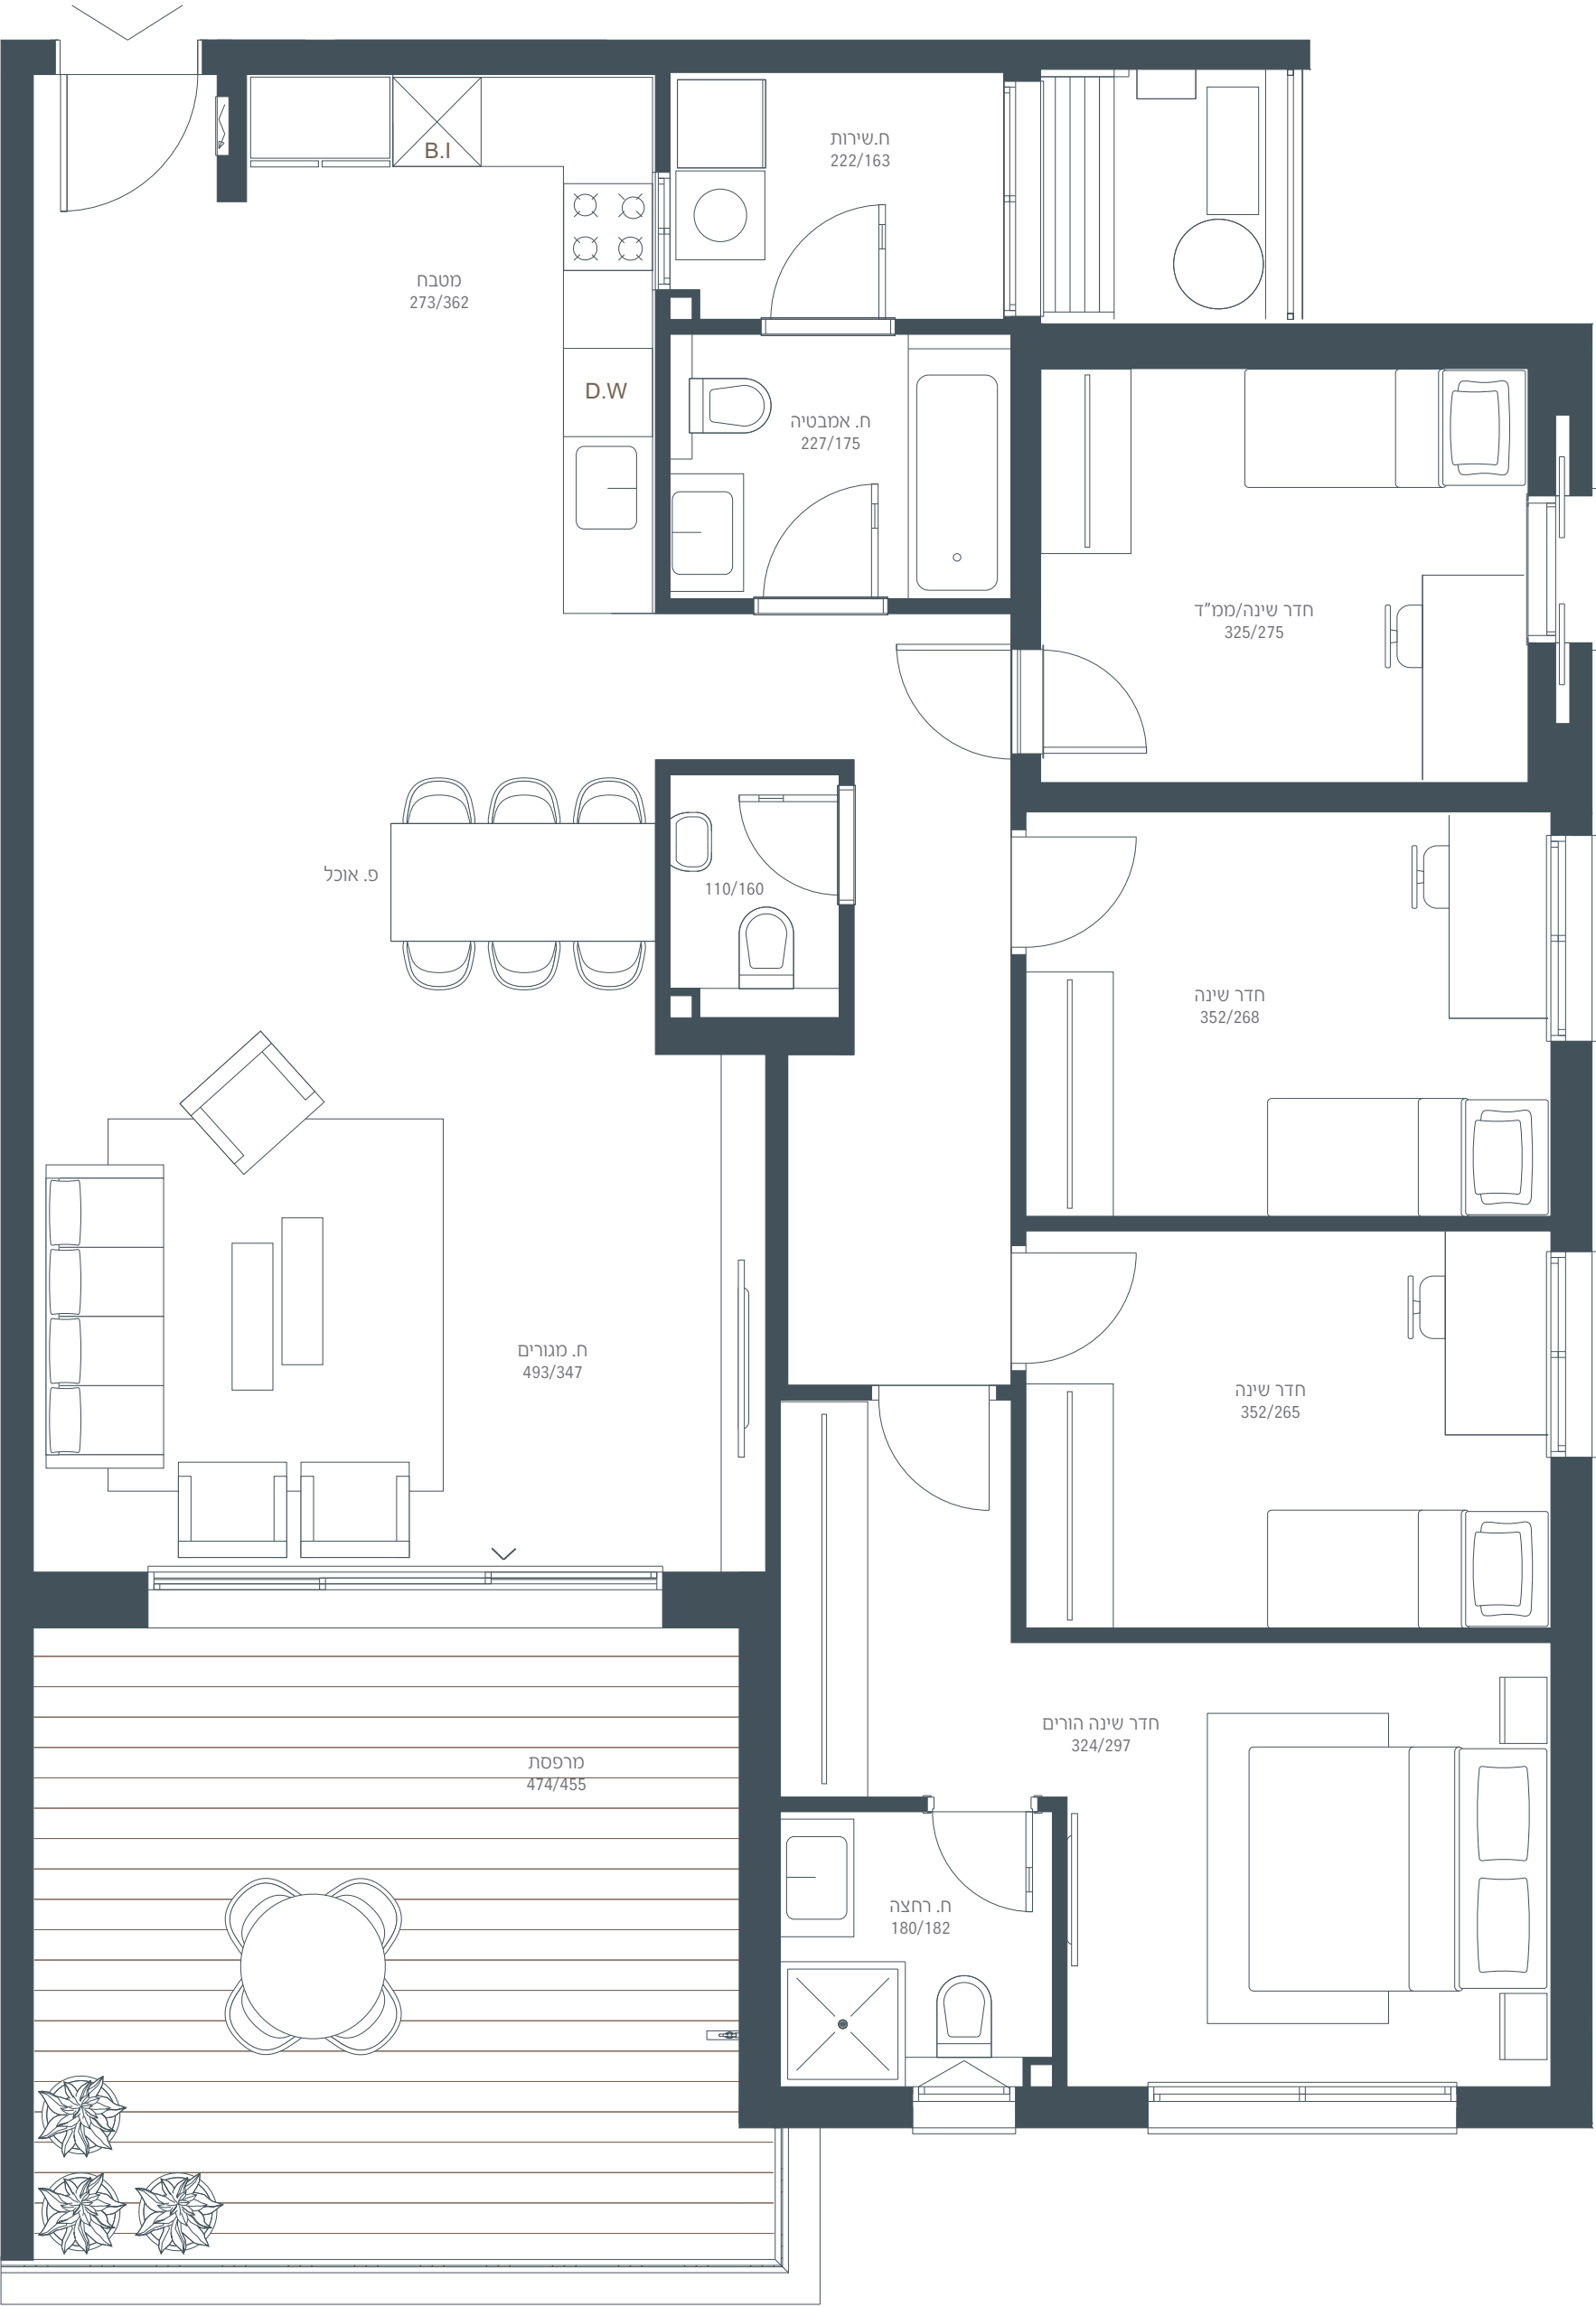 B.I
ח.שירות
222/163
מטבח
273/362
D.W
ח. אמבטיה
227/175
חדר שינה/ממ"ד
325/275
פ. אוכל
110/160
חדר שינה
352/268
ח. מגורים
493/347
חדר שינה
352/265
חדר שינה הורים
324/297
מרפסת
474/455
ח. רחצה
180/182